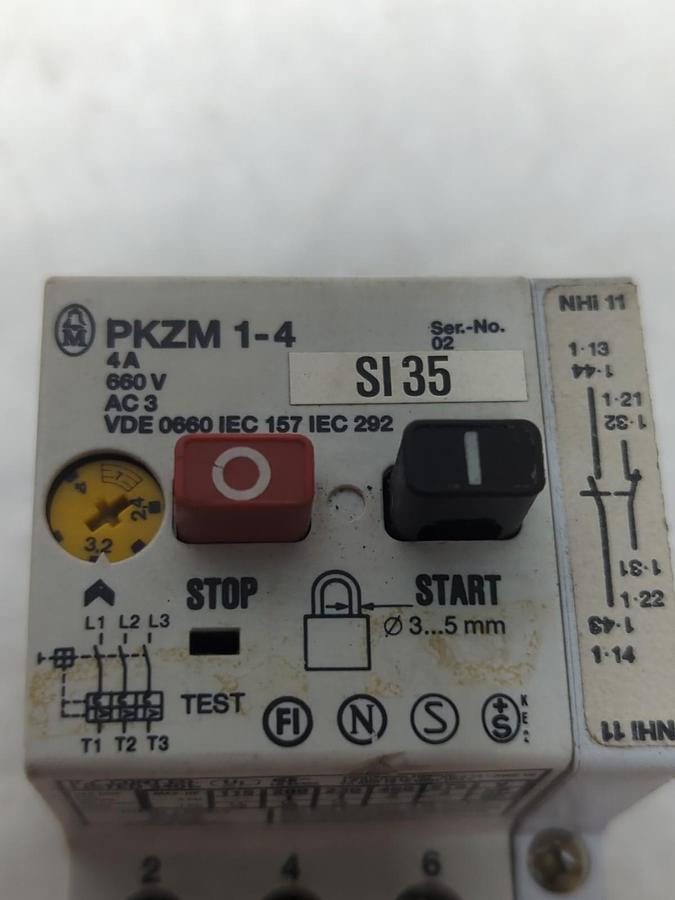 M
PKZM 1-4
4A
660 V
AC 3
VDE 0660 IEC 157 IEC 292
Ser.-No.
02
SI 35
4
2,4
3,2
O
I
STOP
START
Ø 3...5 mm
L1 L2 L3
T1 T2 T3
TEST
FI
N
S
+S
2 4 6
NHi 11
1·13
1·44
1·21
1·32
1·31
1·22
1·43
1·14
NHi 11